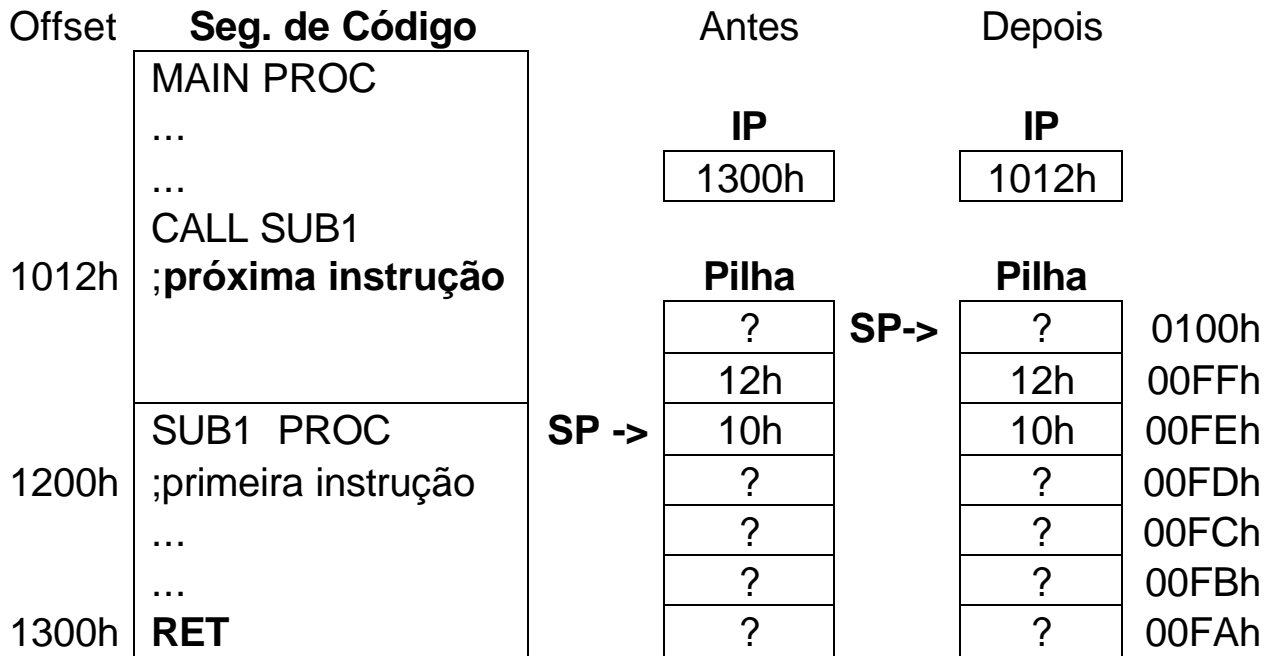 Offset Seg. de Código Antes Depois
MAIN PROC
... IP IP
... 1300h 1012h
CALL SUB1
1012h ;próxima instrução Pilha Pilha
? SP-> ? 0100h
12h 12h 00FFh
SUB1 PROC SP -> 10h 10h 00FEh
1200h ;primeira instrução ? ? 00FDh
... ? ? 00FCh
... ? ? 00FBh
1300h RET ? ? 00FAh